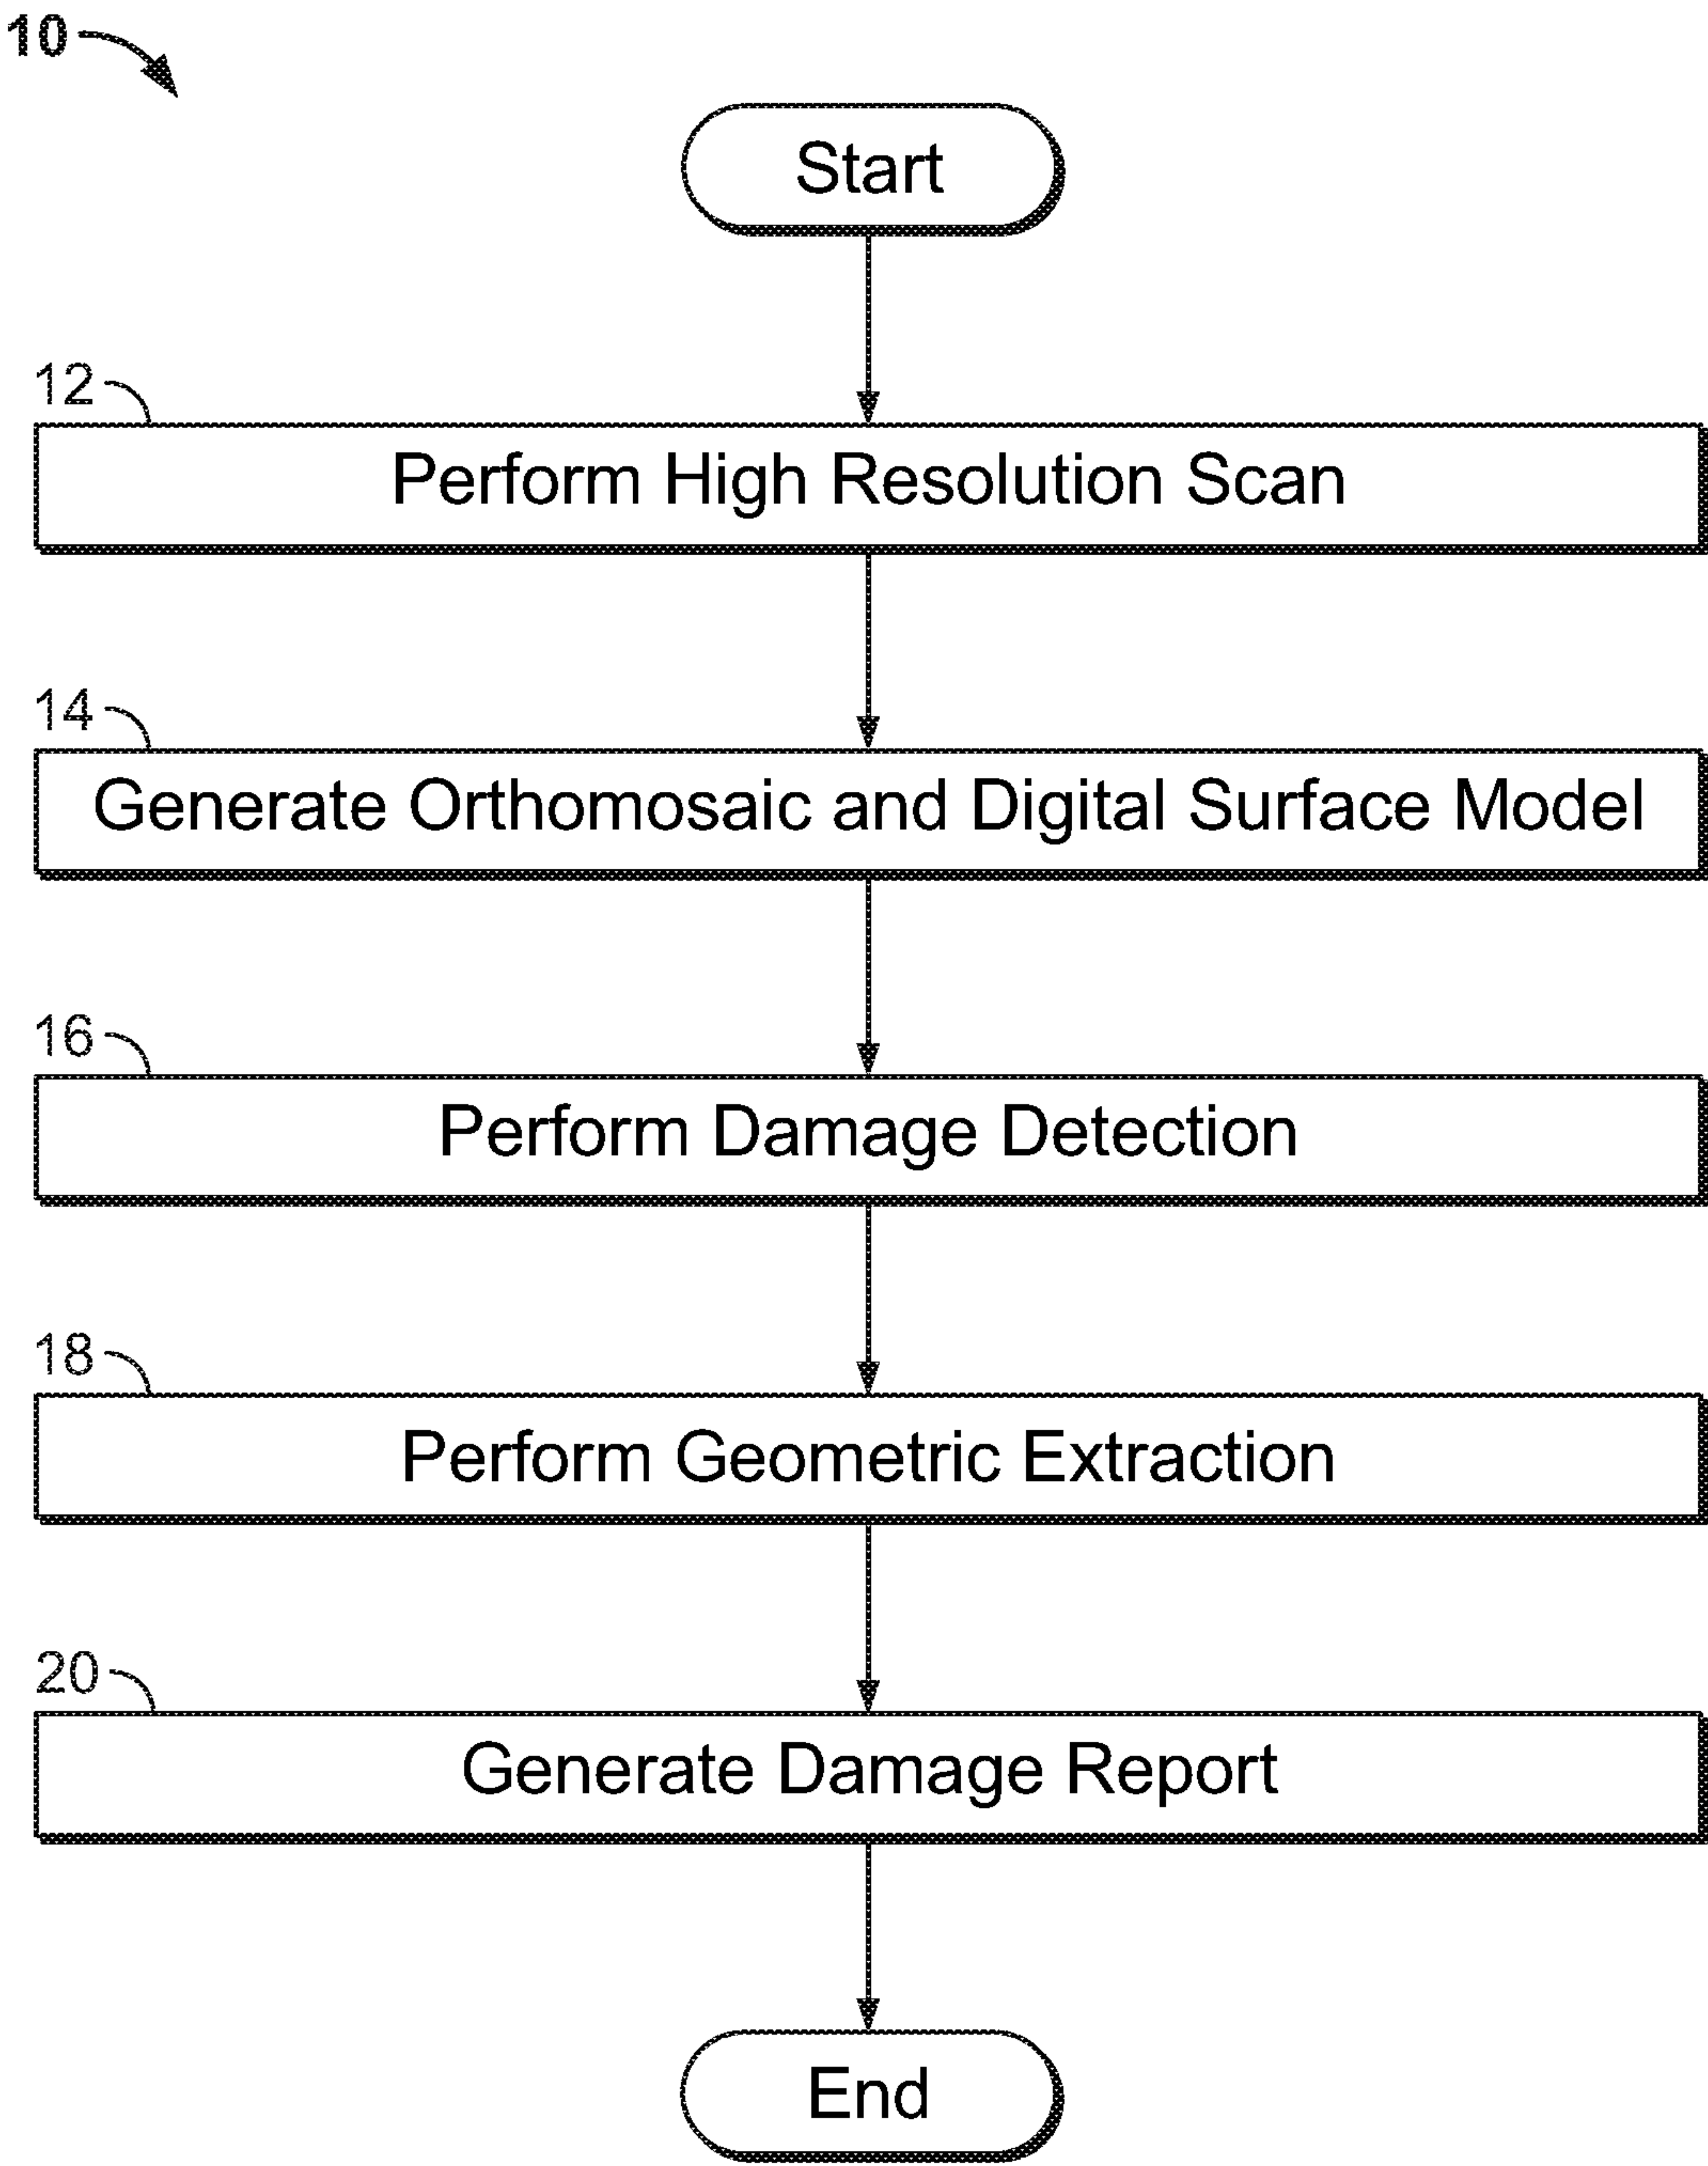 10
Start
12
Perform High Resolution Scan
14
Generate Orthomosaic and Digital Surface Model
16
Perform Damage Detection
18
Perform Geometric Extraction
20
Generate Damage Report
End